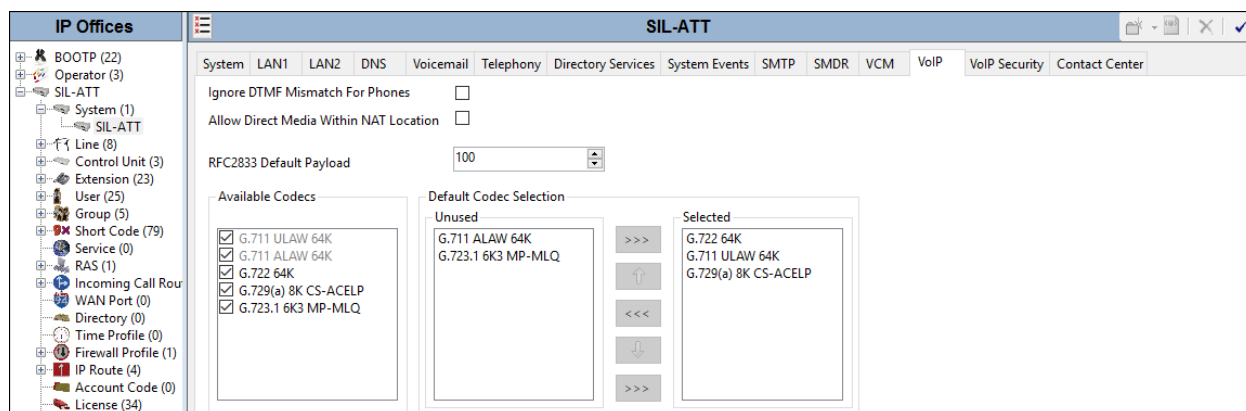 IP Offices
BOOTP (22)
Operator (3)
SIL-ATT
System (1)
SIL-ATT
Line (8)
Control Unit (3)
Extension (23)
User (25)
Group (5)
Short Code (79)
Service (0)
RAS (1)
Incoming Call Rou
WAN Port (0)
Directory (0)
Time Profile (0)
Firewall Profile (1)
IP Route (4)
Account Code (0)
License (34)
SIL-ATT
System LAN1 LAN2 DNS Voicemail Telephony Directory Services System Events SMTP SMDR VCM VoIP VoIP Security Contact Center
Ignore DTMF Mismatch For Phones
Allow Direct Media Within NAT Location
RFC2833 Default Payload 100
Available Codecs
G.711 ULAW 64K
G.711 ALAW 64K
G.722 64K
G.729(a) 8K CS-ACELP
G.723.1 6K3 MP-MLQ
Default Codec Selection
Unused
G.711 ALAW 64K
G.723.1 6K3 MP-MLQ
>>>
<<<
>>>
Selected
G.722 64K
G.711 ULAW 64K
G.729(a) 8K CS-ACELP